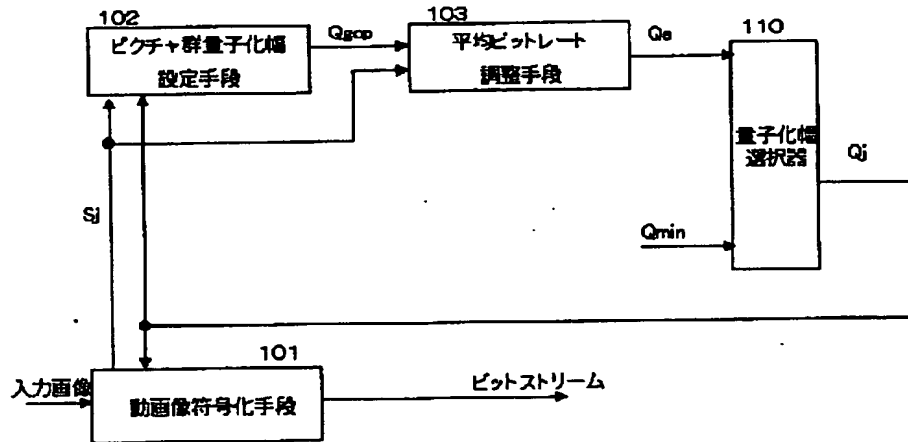 102
ピクチャ群量子化幅
設定手段
Qgop
103
平均ビットレート
調整手段
Qa
110
量子化幅
選択器
Qj
Sj
Qmin
101
入力画像
動画像符号化手段
ビットストリーム